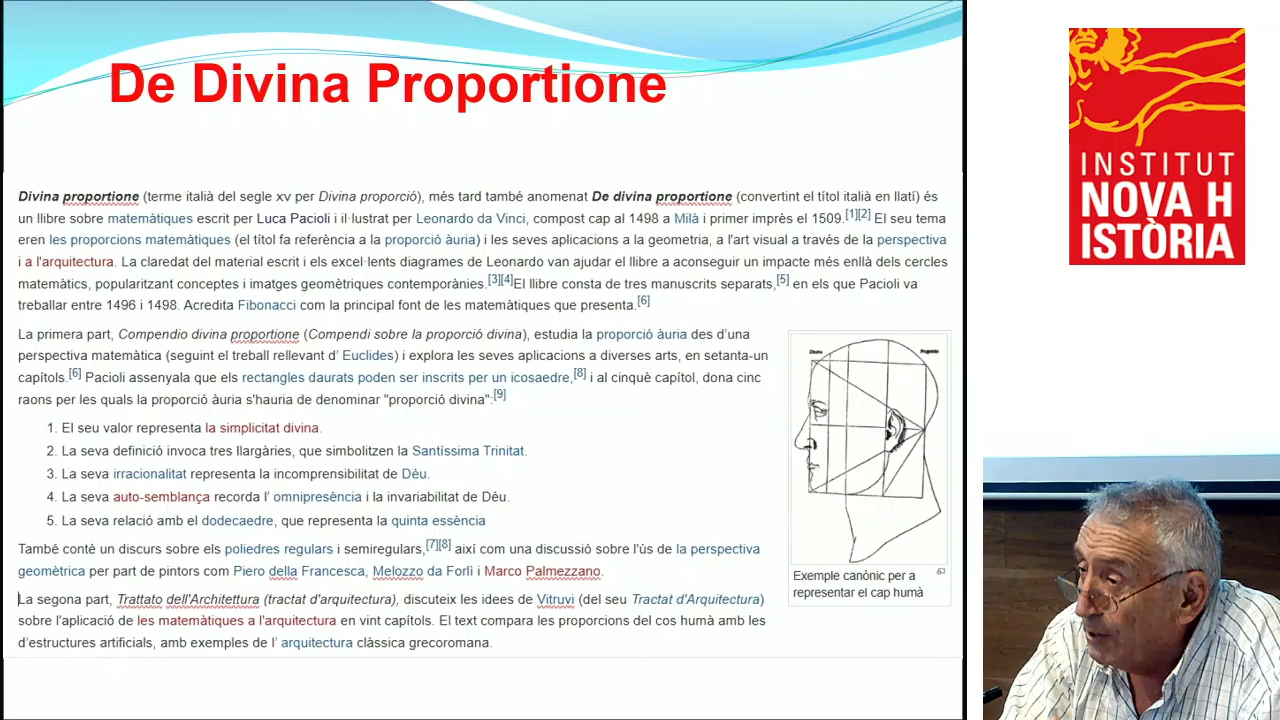 De Divina Proportione
Divina proportione (terme italià del segle xv per Divina proporció), més tard també anomenat De divina proportione (convertint el títol italià en llatí) és
un llibre sobre matemàtiques escrit per Luca Pacioli i il·lustrat per Leonardo da Vinci, compost cap al 1498 a Milà i primer imprès el 1509.[1][2] El seu tema
eren les proporcions matemàtiques (el títol fa referència a la proporció àuria) i les seves aplicacions a la geometria, a l'art visual a través de la perspectiva
i a l'arquitectura. La claredat del material escrit i els excel·lents diagrames de Leonardo van ajudar el llibre a aconseguir un impacte més enllà dels cercles
matemàtics, popularitzant conceptes i imatges geomètriques contemporànies.[3][4]El llibre consta de tres manuscrits separats,[5] en els que Pacioli va
treballar entre 1496 i 1498. Acredita Fibonacci com la principal font de les matemàtiques que presenta.[6]
La primera part, Compendio divina proportione (Compendi sobre la proporció divina), estudia la proporció àuria des d'una
perspectiva matemàtica (seguint el treball rellevant d' Euclides) i explora les seves aplicacions a diverses arts, en setanta-un
capítols.[6] Pacioli assenyala que els rectangles daurats poden ser inscrits per un icosaedre,[8] i al cinquè capítol, dona cinc
raons per les quals la proporció àuria s'hauria de denominar "proporció divina":[9]
1. El seu valor representa la simplicitat divina.
2. La seva definició invoca tres llargàries, que simbolitzen la Santíssima Trinitat.
3. La seva irracionalitat representa la incomprensibilitat de Déu.
4. La seva auto-semblança recorda l' omnipresència i la invariabilitat de Déu.
5. La seva relació amb el dodecaedre, que representa la quinta essència
També conté un discurs sobre els poliedres regulars i semiregulars,[7][8] així com una discussió sobre l'ús de la perspectiva
geomètrica per part de pintors com Piero della Francesca, Melozzo da Forlì i Marco Palmezzano.
La segona part, Trattato dell'Architettura (tractat d'arquitectura), discuteix les idees de Vitruvi (del seu Tractat d'Arquitectura)
sobre l'aplicació de les matemàtiques a l'arquitectura en vint capítols. El text compara les proporcions del cos humà amb les
d'estructures artificials, amb exemples de l' arquitectura clàssica grecoromana.
Exemple canònic per a
representar el cap humà
INSTITUT
NOVA H
ISTÒRIA